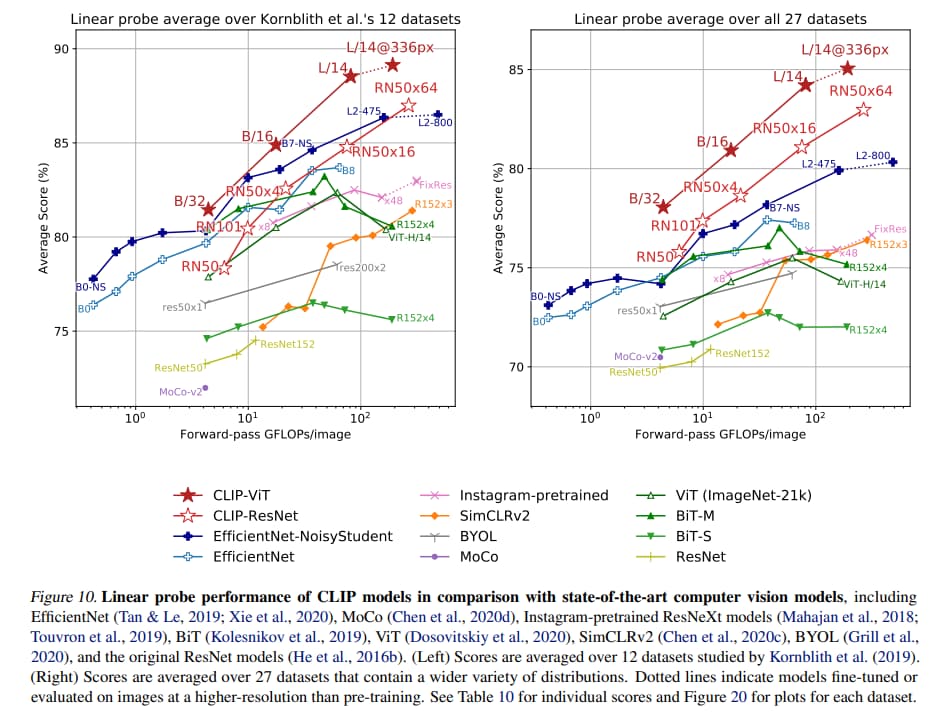 Linear probe average over Kornblith et al.'s 12 datasets
90
85
80
75
Average Score (%)
L/14@336px
L/14
RN50x64
L2-475
L2-800
B/16
B7-NS
RN50x16
B8
RN50x4
FixRes
B/32
x48
R152x3
RN101
x8
R152x4
ViT-H/14
RN50
res200x2
B0-NS
B0
res50x1
R152x4
ResNet152
ResNet50
MoCo-v2
10⁰
10¹
10²
Forward-pass GFLOPs/image
Linear probe average over all 27 datasets
85
80
75
70
Average Score (%)
L/14@336px
L/14
RN50x64
RN50x16
B/16
L2-475
L2-800
RN50x4
B/32
B7-NS
RN101
B8
FixRes
RN50
R152x3
x48
x8
R152x4
ViT-H/14
B0-NS
res50x1
B0
R152x4
MoCo-v2
ResNet152
ResNet50
10⁰
10¹
10²
Forward-pass GFLOPs/image
CLIP-ViT
CLIP-ResNet
EfficientNet-NoisyStudent
EfficientNet
Instagram-pretrained
SimCLRv2
BYOL
MoCo
ViT (ImageNet-21k)
BiT-M
BiT-S
ResNet
Figure 10. Linear probe performance of CLIP models in comparison with state-of-the-art computer vision models, including
EfficientNet (Tan & Le, 2019; Xie et al., 2020), MoCo (Chen et al., 2020d), Instagram-pretrained ResNeXt models (Mahajan et al., 2018;
Touvron et al., 2019), BiT (Kolesnikov et al., 2019), ViT (Dosovitskiy et al., 2020), SimCLRv2 (Chen et al., 2020c), BYOL (Grill et al.,
2020), and the original ResNet models (He et al., 2016b). (Left) Scores are averaged over 12 datasets studied by Kornblith et al. (2019).
(Right) Scores are averaged over 27 datasets that contain a wider variety of distributions. Dotted lines indicate models fine-tuned or
evaluated on images at a higher-resolution than pre-training. See Table 10 for individual scores and Figure 20 for plots for each dataset.